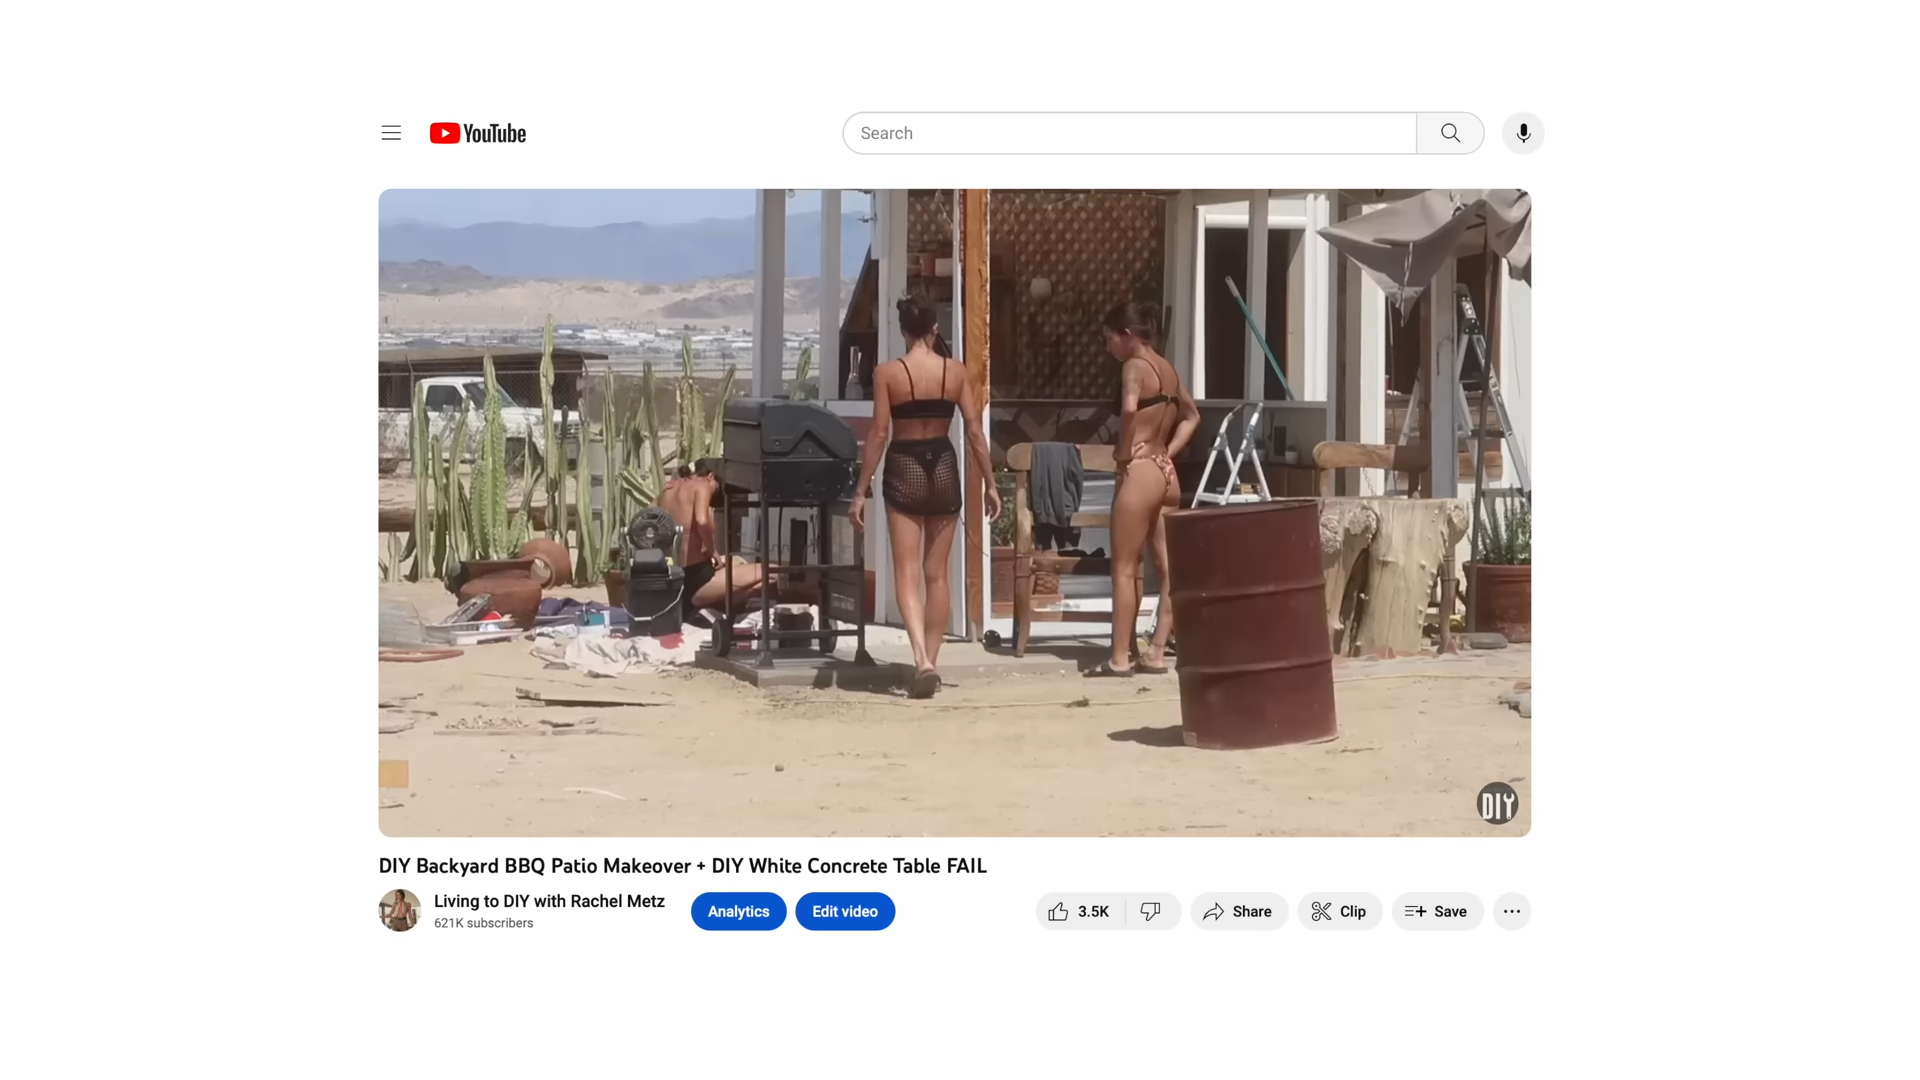 YouTube
Search
DIY
DIY Backyard BBQ Patio Makeover + DIY White Concrete Table FAIL
Living to DIY with Rachel Metz
621K subscribers
Analytics
Edit video
3.5K
Share
Clip
Save